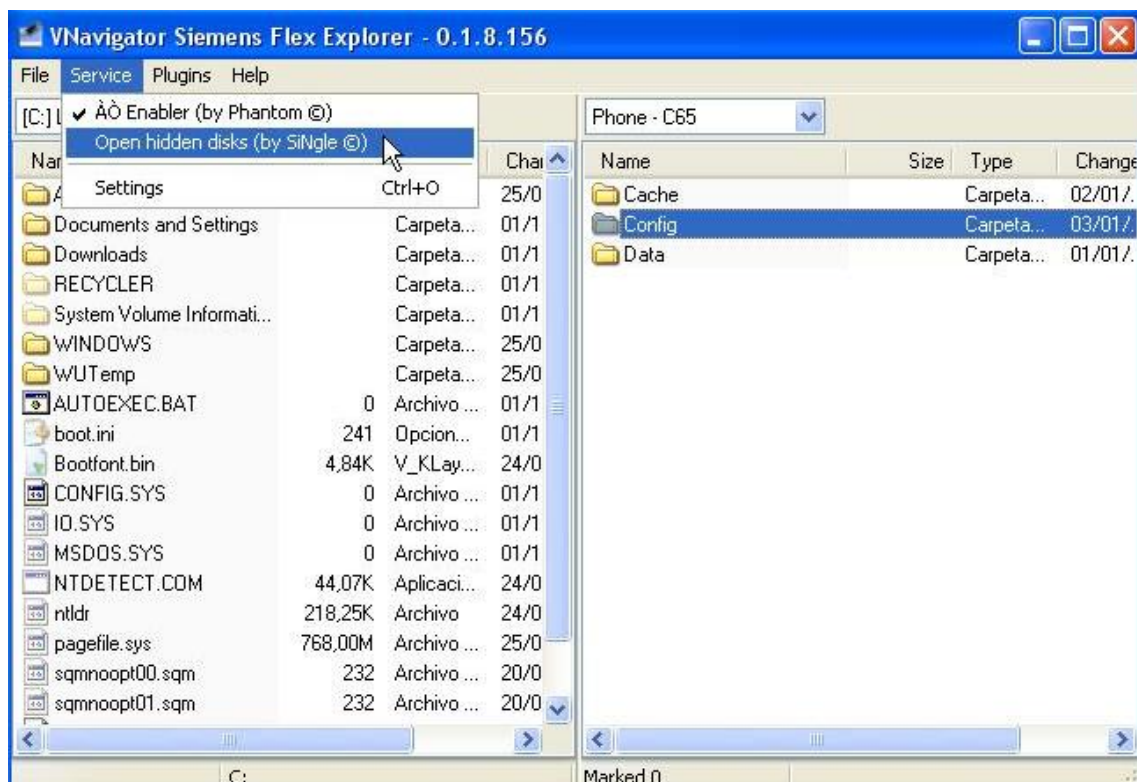 VNavigator Siemens Flex Explorer - 0.1.8.156
File Service Plugins Help
[C:] ÀÒ Enabler (by Phantom ©) Phone - C65
Open hidden disks (by SiNgle ©)
Settings Ctrl+O
Chai Name Size Type Change
25/0 Cache Carpeta... 02/01/.
Documents and Settings Carpeta... 01/1 Config Carpeta... 03/01/.
Downloads Carpeta... 01/1 Data Carpeta... 01/01/.
RECYCLER Carpeta... 01/1
System Volume Informati... Carpeta... 01/1
WINDOWS Carpeta... 25/0
WUTemp Carpeta... 25/0
AUTOEXEC.BAT 0 Archivo ... 01/1
boot.ini 241 Opcion... 01/1
Bootfont.bin 4,84K V_KLay... 24/0
CONFIG.SYS 0 Archivo ... 01/1
IO.SYS 0 Archivo ... 01/1
MSDOS.SYS 0 Archivo ... 01/1
NTDETECT.COM 44,07K Aplicaci... 24/0
ntldr 218,25K Archivo 24/0
pagefile.sys 768,00M Archivo ... 25/0
sqmnoopt00.sqm 232 Archivo ... 20/0
sqmnoopt01.sqm 232 Archivo ... 20/0
C: Marked 0